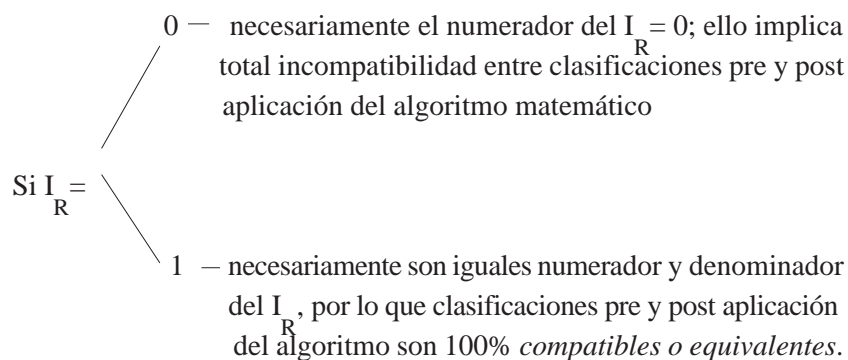 0 — necesariamente el numerador del I_R = 0; ello implica
total incompatibilidad entre clasificaciones pre y post
aplicación del algoritmo matemático
Si I_R =
1 — necesariamente son iguales numerador y denominador
del I_R, por lo que clasificaciones pre y post aplicación
del algoritmo son 100% compatibles o equivalentes.